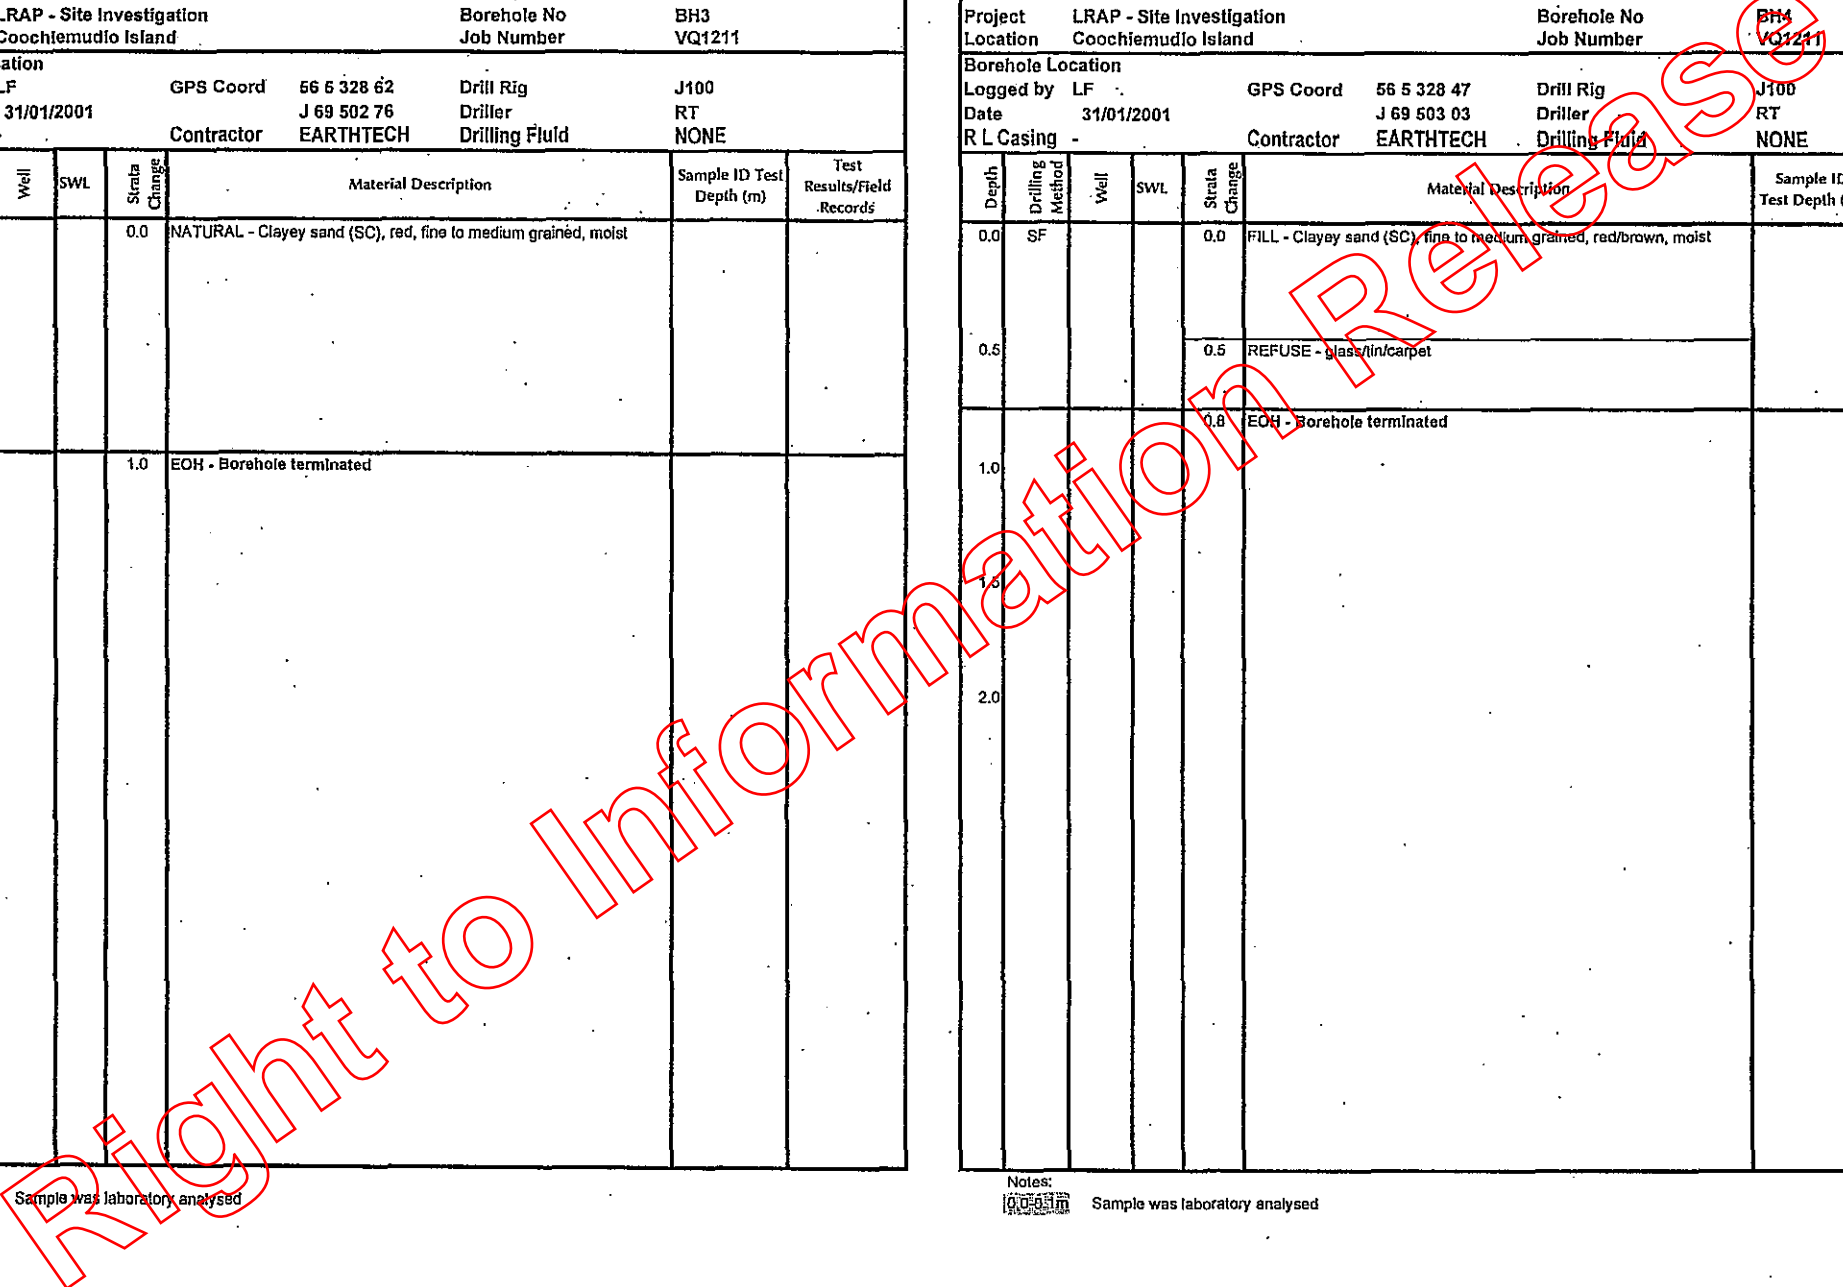 LRAP - Site Investigation Borehole No BH3
Coochiemudlo Island Job Number VQ1211
ation
LF GPS Coord 56 5 328 62 Drill Rig J100
31/01/2001 J 69 502 76 Driller RT
Contractor EARTHTECH Drilling Fluid NONE
Well SWL Strata Change Material Description Sample ID Test Depth (m) Test Results/Field Records
0.0 NATURAL - Clayey sand (SC), red, fine to medium grained, moist
1.0 EOH - Borehole terminated
Sample was laboratory analysed
Project LRAP - Site Investigation Borehole No BH4
Location Coochiemudlo Island Job Number VQ1211
Borehole Location
Logged by LF GPS Coord 56 5 328 47 Drill Rig J100
Date 31/01/2001 J 69 503 03 Driller RT
R L Casing - Contractor EARTHTECH Drilling Fluid NONE
Depth Drilling Method Well SWL Strata Change Material Description Sample ID
Test Depth (
0.0 SF 0.0 FILL - Clayey sand (SC), fine to medium grained, red/brown, moist
0.5 0.5 REFUSE - glass/tin/carpet
0.8 EOH - Borehole terminated
1.0
1.5
2.0
Notes:
0.0-0.1m Sample was laboratory analysed
Right to Information Release